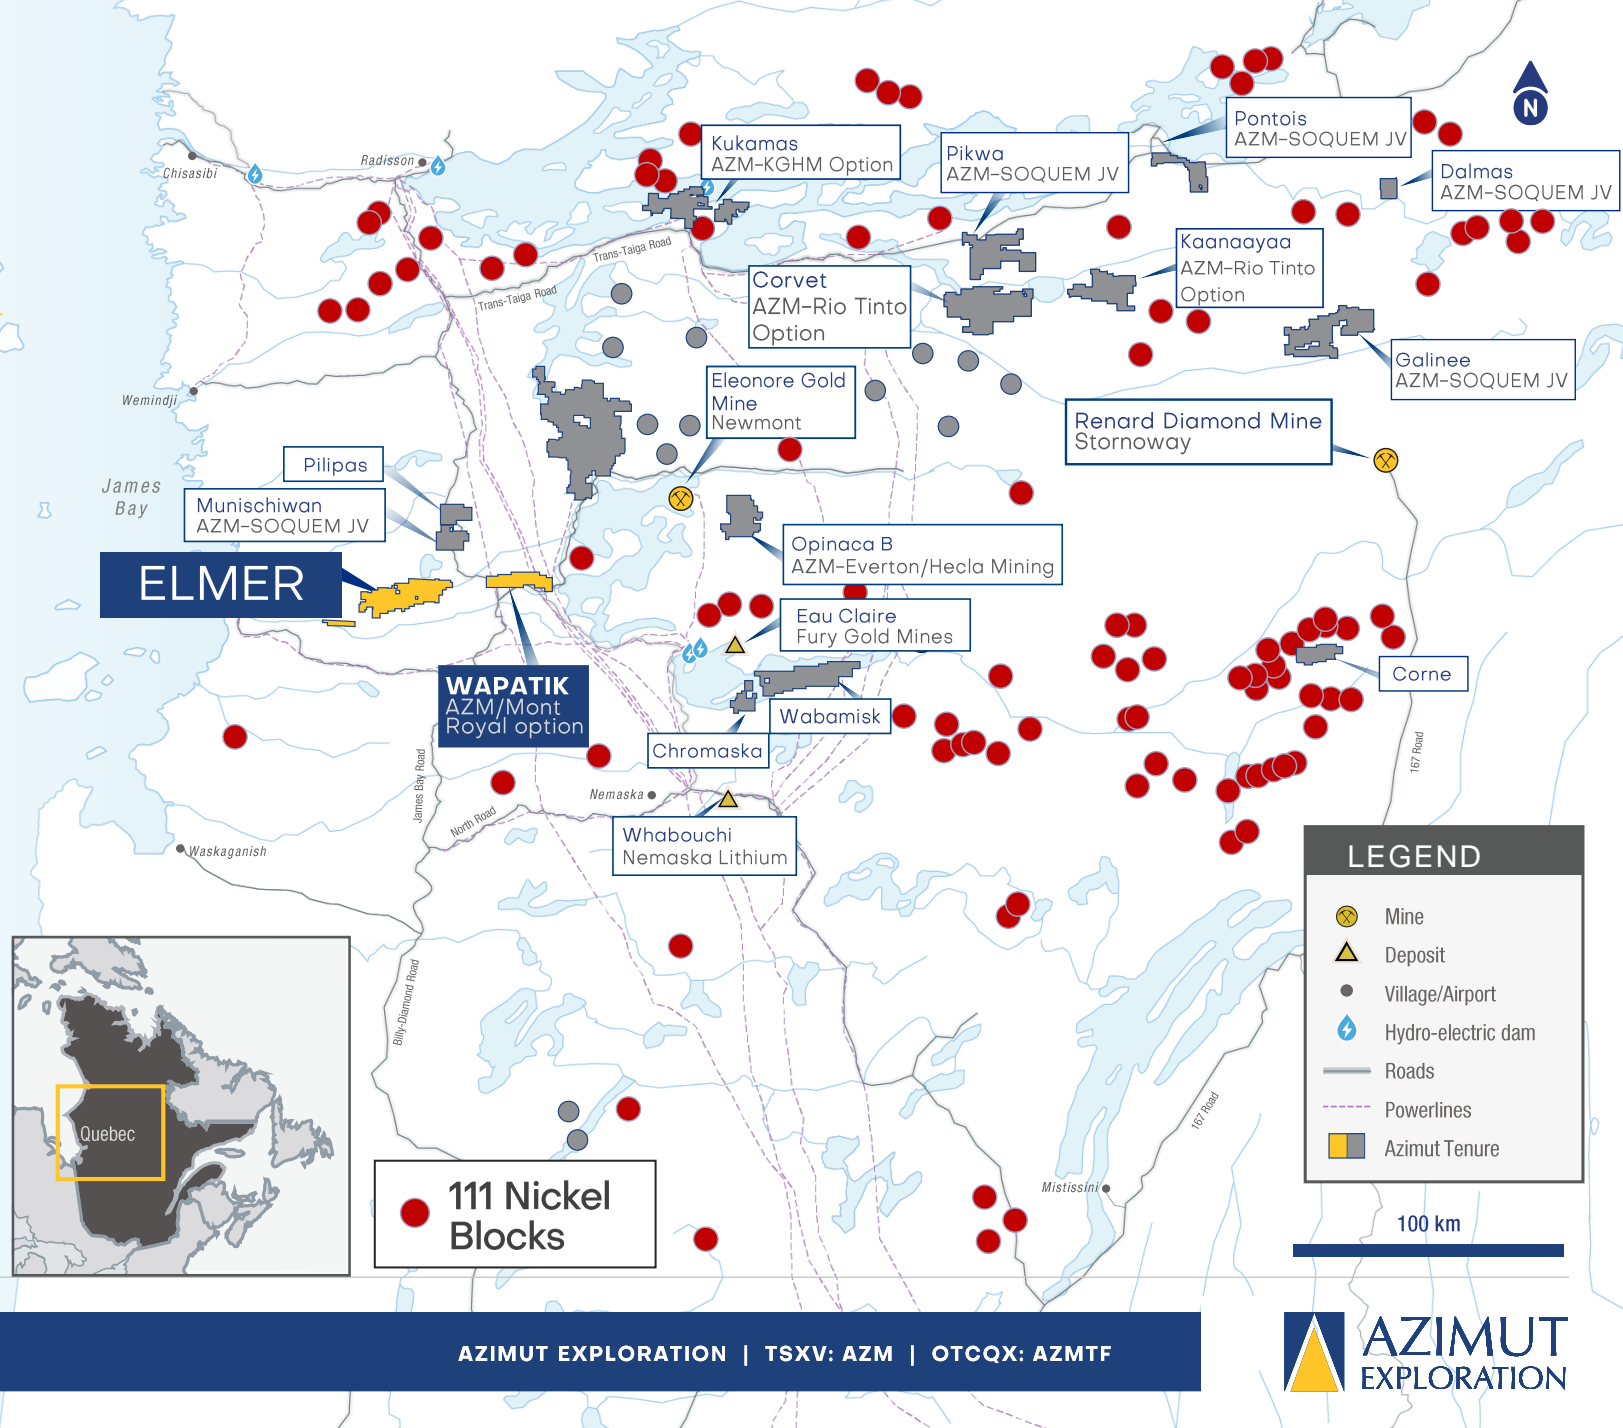 N
Pontois
AZM-SOQUEM JV
Kukamas
AZM-KGHM Option
Pikwa
AZM-SOQUEM JV
Dalmas
AZM-SOQUEM JV
Radisson
Chisasibi
Trans-Taiga Road
Trans-Taiga Road
Kaanaayaa
AZM-Rio Tinto
Option
Corvet
AZM-Rio Tinto
Option
Galinee
AZM-SOQUEM JV
Eleonore Gold
Mine
Newmont
Wemindji
Renard Diamond Mine
Stornoway
Pilipas
James
Bay
Munischiwan
AZM-SOQUEM JV
Opinaca B
AZM-Everton/Hecla Mining
ELMER
Eau Claire
Fury Gold Mines
WAPATIK
AZM/Mont
Royal option
Corne
Wabamisk
Chromaska
167 Road
James Bay Road
Nemaska
North Road
Whabouchi
Nemaska Lithium
Waskaganish
LEGEND
Mine
Deposit
Village/Airport
Hydro-electric dam
Roads
Powerlines
Azimut Tenure
Billy-Diamond Road
Quebec
167 Road
Mistissini
111 Nickel
Blocks
100 km
AZIMUT EXPLORATION | TSXV: AZM | OTCQX: AZMTF
AZIMUT
EXPLORATION